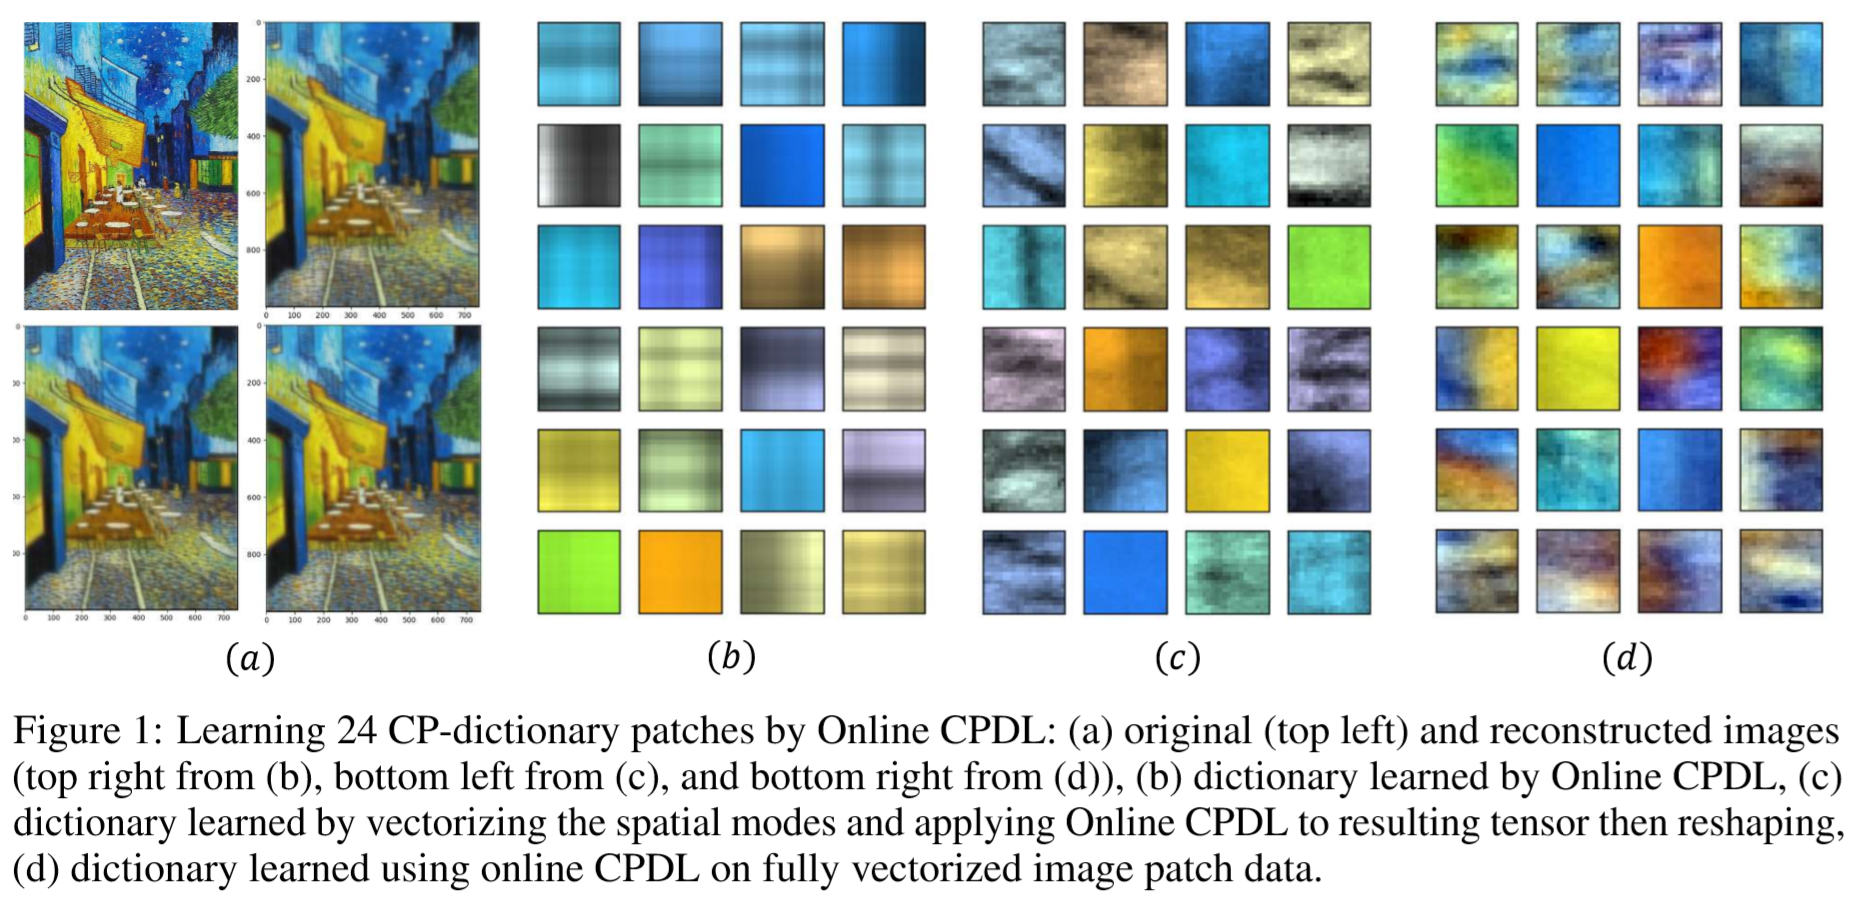 0
200
400
600
800
0 100 200 300 400 500 600 700
0
00
00
00
00
0 100 200 300 400 500 600 700
0
200
400
600
800
0 100 200 300 400 500 600 700
(a)
(b)
(c)
(d)
Figure 1: Learning 24 CP-dictionary patches by Online CPDL: (a) original (top left) and reconstructed images
(top right from (b), bottom left from (c), and bottom right from (d)), (b) dictionary learned by Online CPDL, (c)
dictionary learned by vectorizing the spatial modes and applying Online CPDL to resulting tensor then reshaping,
(d) dictionary learned using online CPDL on fully vectorized image patch data.